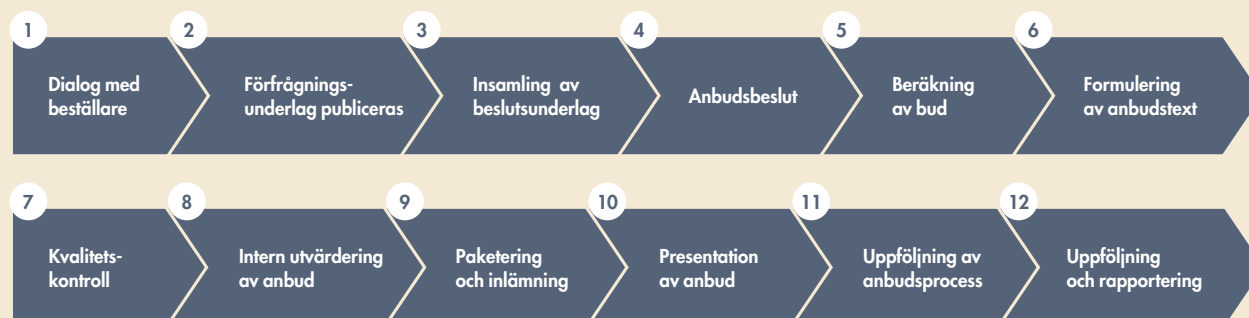 1
Dialog med
beställare
2
Förfrågnings-
underlag publiceras
3
Insamling av
beslutsunderlag
4
Anbudsbeslut
5
Beräkning
av bud
6
Formulering
av anbudstext
7
Kvalitets-
kontroll
8
Intern utvärdering
av anbud
9
Paketering
och inlämning
10
Presentation
av anbud
11
Uppföljning av
anbudsprocess
12
Uppföljning
och rapportering